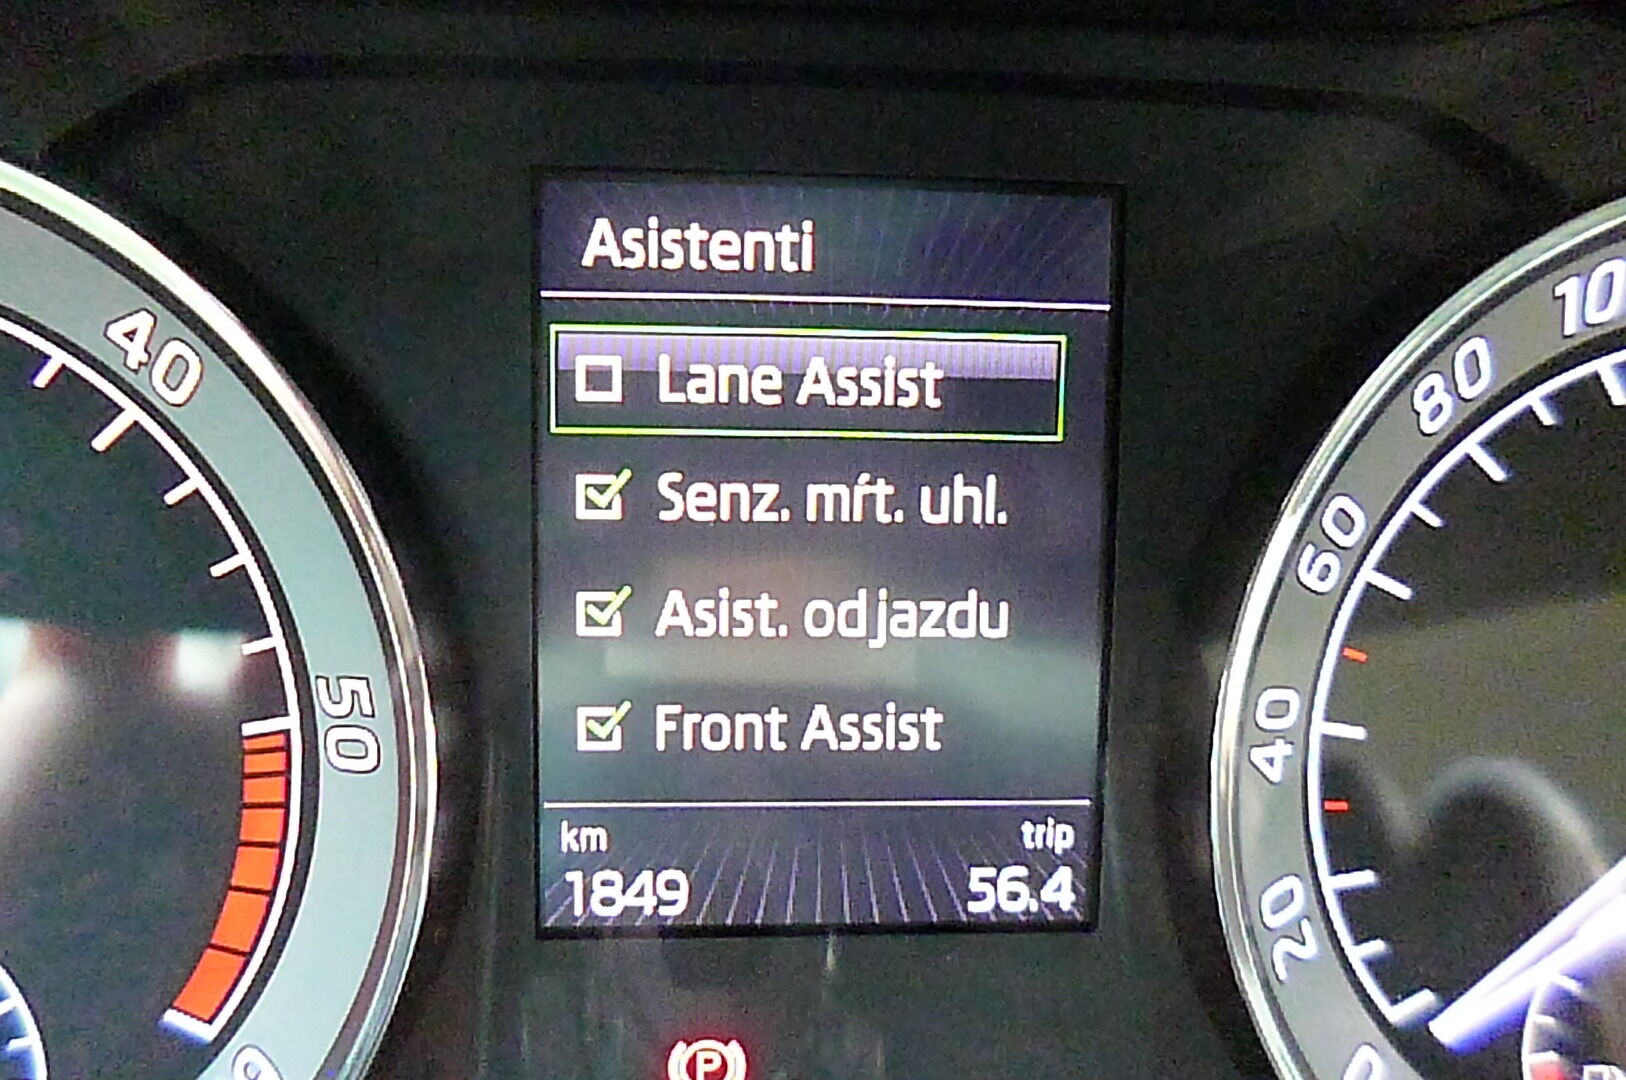 Asistenti
Lane Assist
Senz. mŕt. uhl.
Asist. odjazdu
Front Assist
km
trip
1849
56.4
40
50
100
80
60
40
20
0
P